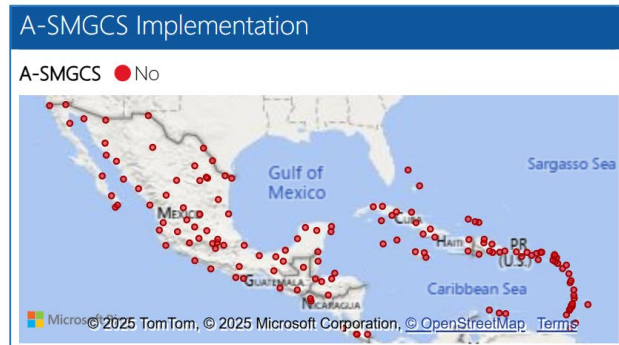 A-SMGCS Implementation
A-SMGCS No
Gulf of
Mexico
Sargasso Sea
MEXICO
CUBA
HAITI
PR
(U.S.)
GUATEMALA
Caribbean Sea
NICARAGUA
Microsoft
© 2025 TomTom, © 2025 Microsoft Corporation, © OpenStreetMap Terms